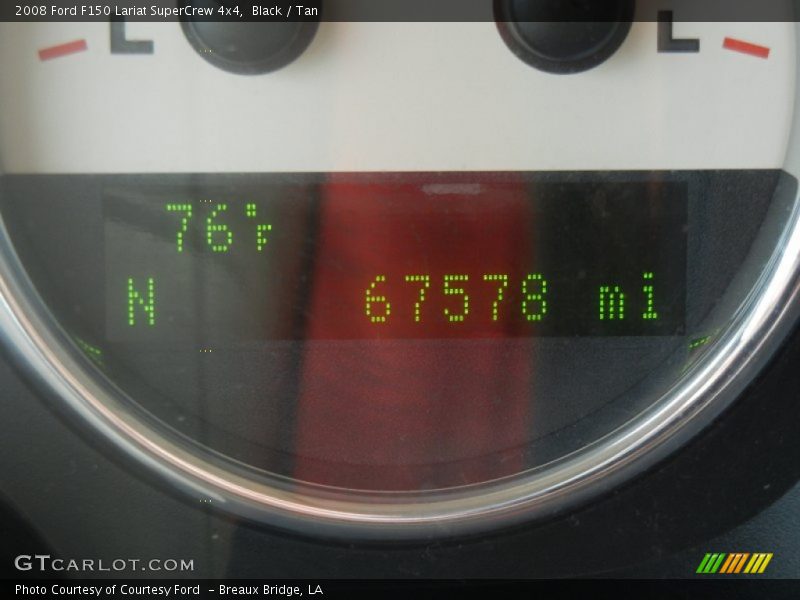 2008 Ford F150 Lariat SuperCrew 4x4, Black / Tan
76°F
N 67578 mi
GTCARLOT.COM
Photo Courtesy of Courtesy Ford - Breaux Bridge, LA